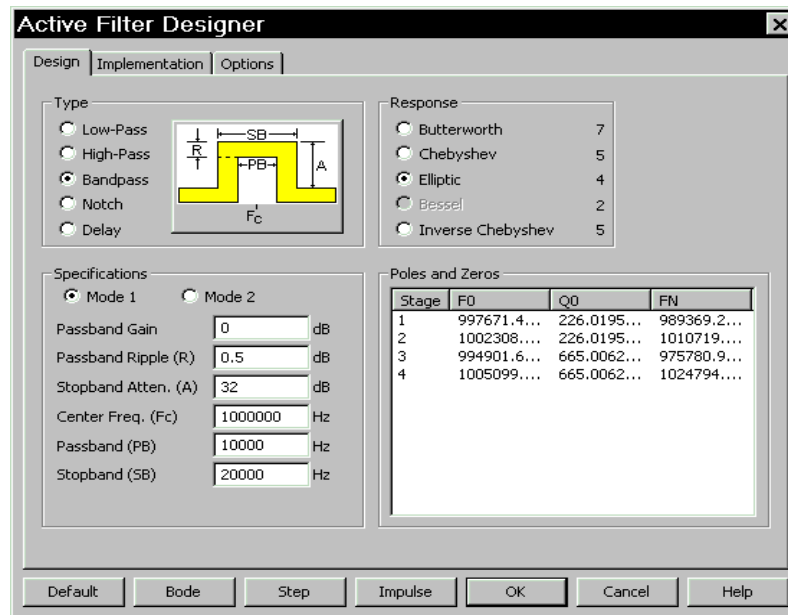 Active Filter Designer
Design Implementation Options
Type
Low-Pass
High-Pass
Bandpass
Notch
Delay
SB
R
PB
A
FC
Response
Butterworth 7
Chebyshev 5
Elliptic 4
Bessel 2
Inverse Chebyshev 5
Specifications
Mode 1 Mode 2
Passband Gain 0 dB
Passband Ripple (R) 0.5 dB
Stopband Atten. (A) 32 dB
Center Freq. (Fc) 1000000 Hz
Passband (PB) 10000 Hz
Stopband (SB) 20000 Hz
Poles and Zeros
Stage F0 Q0 FN
1 997671.4... 226.0195... 989369.2...
2 1002308.... 226.0195... 1010719....
3 994901.6... 665.0062... 975780.9...
4 1005099.... 665.0062... 1024794....
Default Bode Step Impulse OK Cancel Help